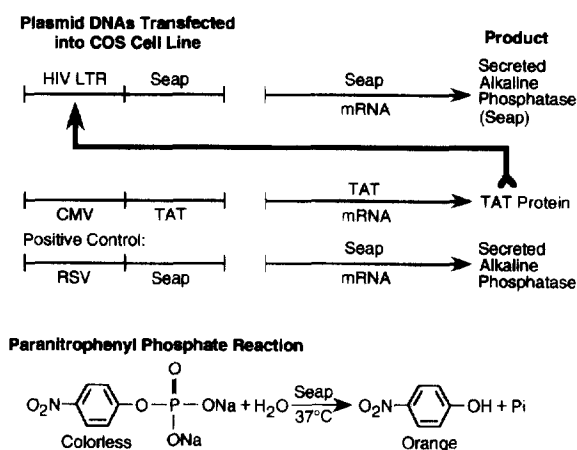 Plasmid DNAs Transfected
into COS Cell Line
Product
HIV LTR Seap
Seap
mRNA
Secreted
Alkaline
Phosphatase
(Seap)
CMV TAT
TAT
mRNA
TAT Protein
Positive Control:
RSV Seap
Seap
mRNA
Secreted
Alkaline
Phosphatase
Paranitrophenyl Phosphate Reaction
O₂N O P O ONa ONa + H₂O Seap 37°C O₂N OH + Pi
Colorless Orange